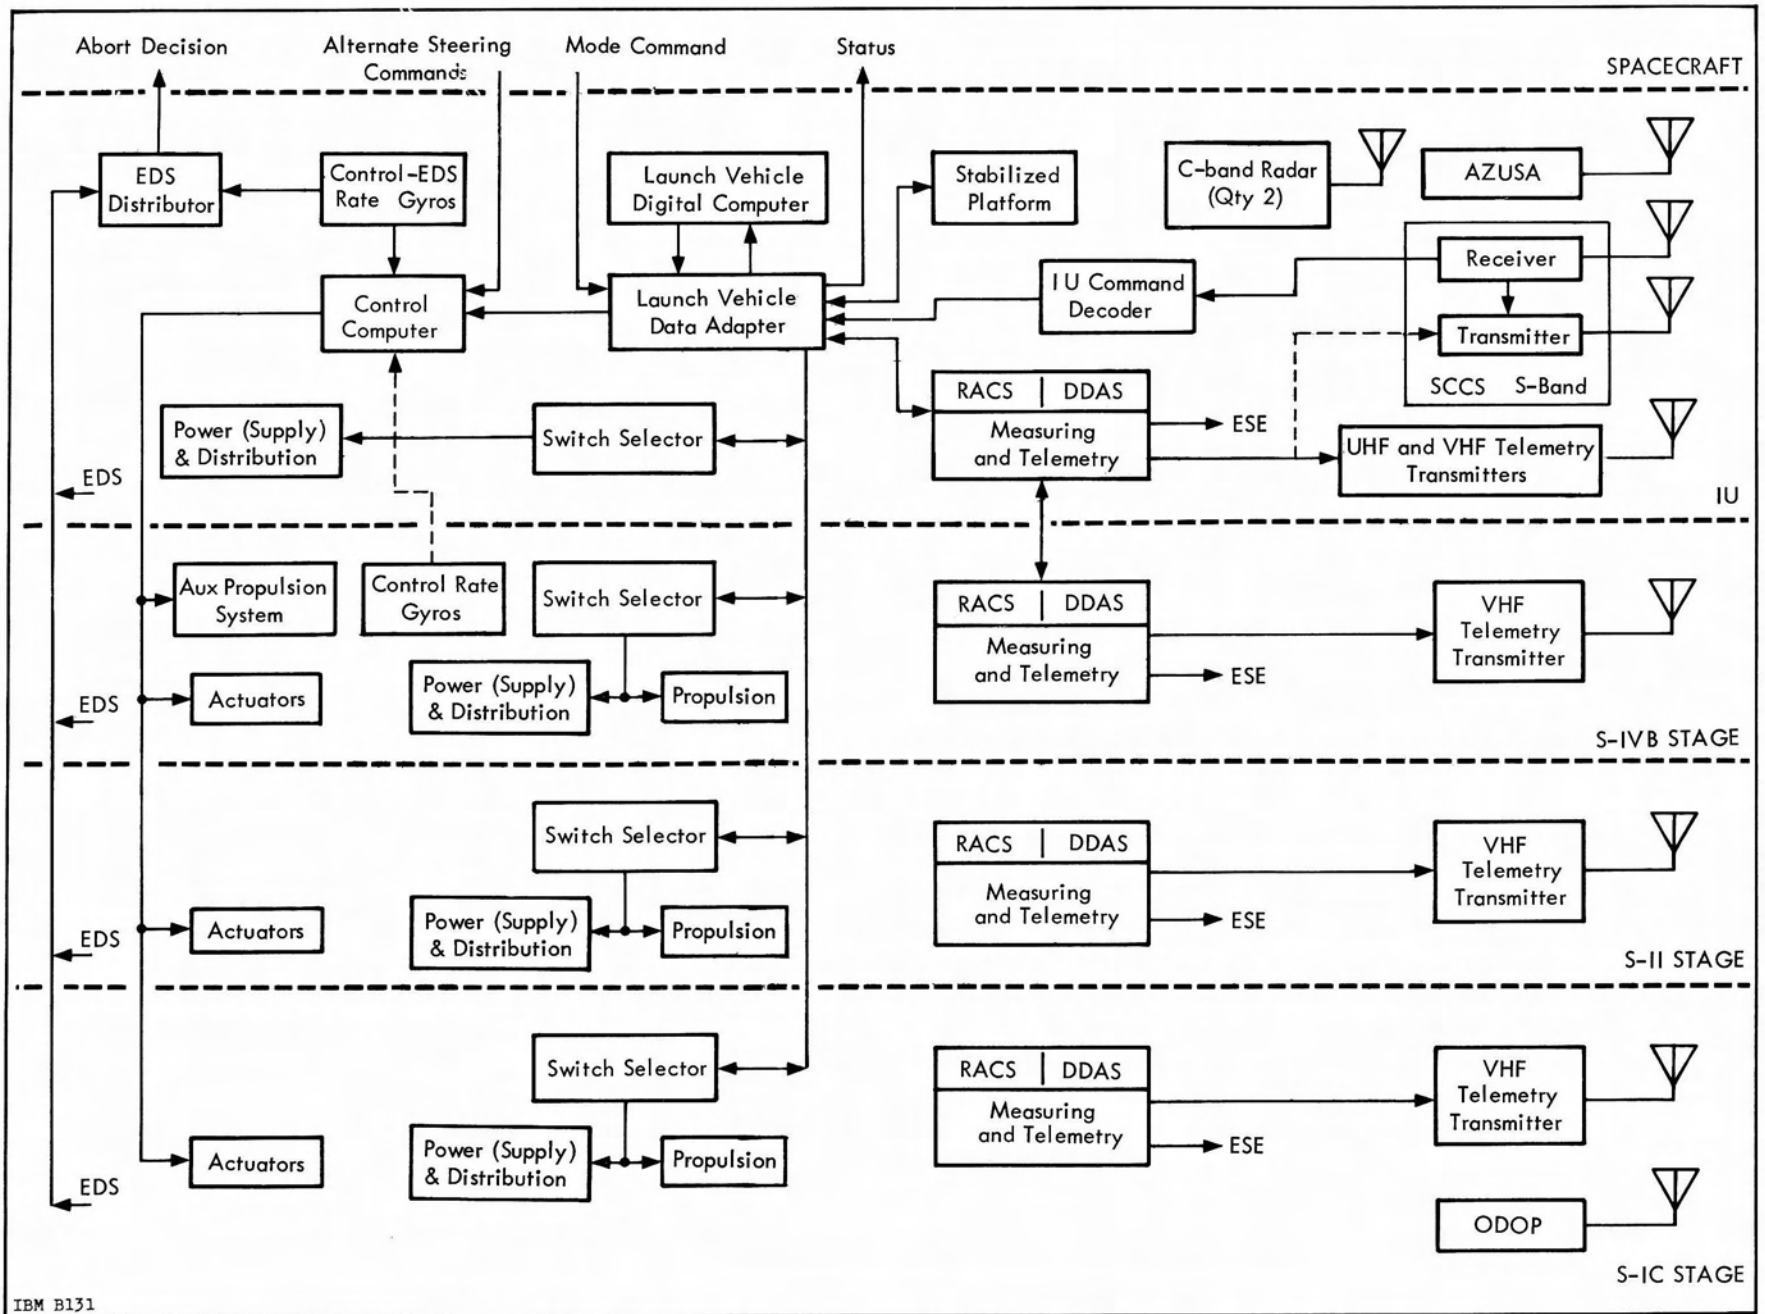 Abort Decision
Alternate Steering
Commands
Mode Command
Status
SPACECRAFT
EDS
Distributor
Control-EDS
Rate Gyros
Launch Vehicle
Digital Computer
Stabilized
Platform
C-band Radar
(Qty 2)
AZUSA
Control
Computer
Launch Vehicle
Data Adapter
IU Command
Decoder
Receiver
Transmitter
SCCS S-Band
Power (Supply)
& Distribution
Switch Selector
RACS | DDAS
Measuring
and Telemetry
ESE
UHF and VHF Telemetry
Transmitters
EDS
IU
Aux Propulsion
System
Control Rate
Gyros
Switch Selector
RACS | DDAS
Measuring
and Telemetry
ESE
VHF
Telemetry
Transmitter
EDS
Actuators
Power (Supply)
& Distribution
Propulsion
S-IVB STAGE
Switch Selector
RACS | DDAS
Measuring
and Telemetry
ESE
VHF
Telemetry
Transmitter
EDS
Actuators
Power (Supply)
& Distribution
Propulsion
S-II STAGE
Switch Selector
RACS | DDAS
Measuring
and Telemetry
ESE
VHF
Telemetry
Transmitter
EDS
Actuators
Power (Supply)
& Distribution
Propulsion
ODOP
S-IC STAGE
IBM B131